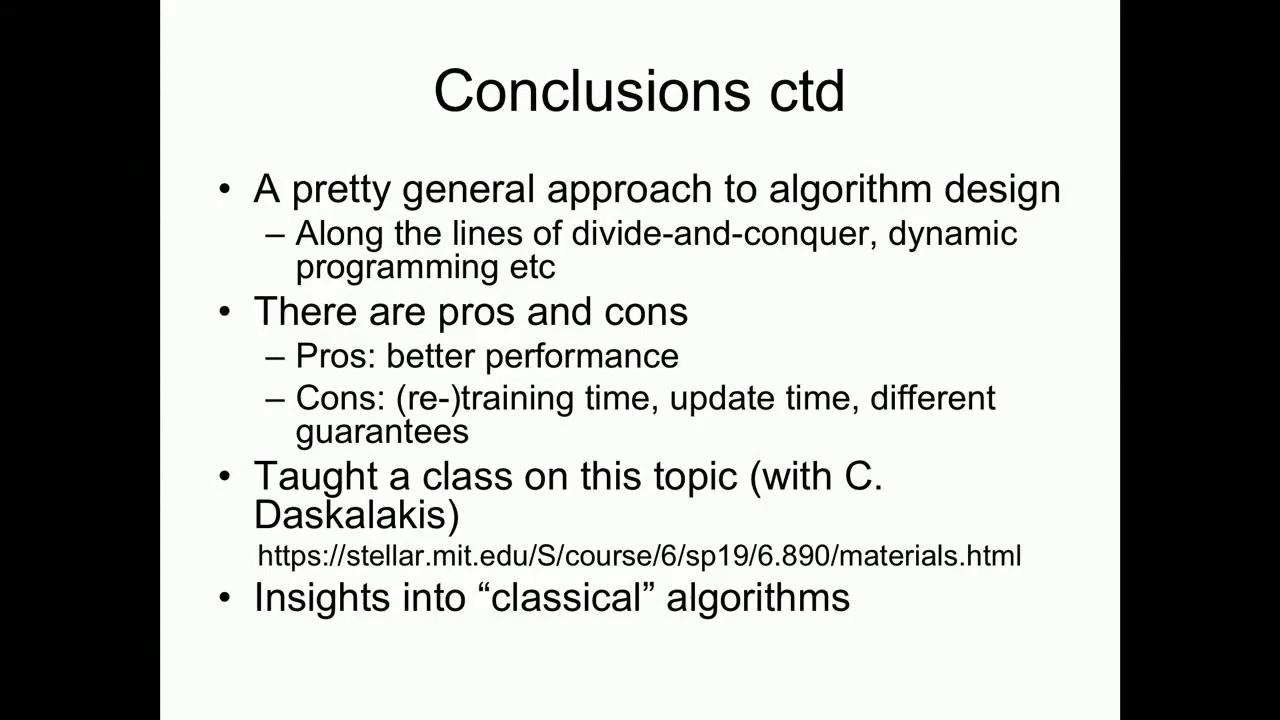 Conclusions ctd
• A pretty general approach to algorithm design
– Along the lines of divide-and-conquer, dynamic
programming etc
• There are pros and cons
– Pros: better performance
– Cons: (re-)training time, update time, different
guarantees
• Taught a class on this topic (with C.
Daskalakis)
https://stellar.mit.edu/S/course/6/sp19/6.890/materials.html
• Insights into “classical” algorithms